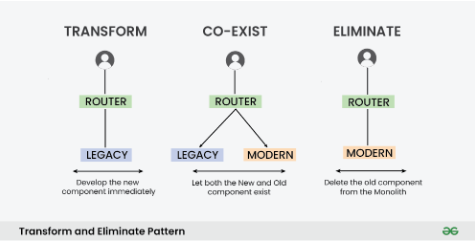 TRANSFORM
CO-EXIST
ELIMINATE
ROUTER
ROUTER
ROUTER
LEGACY
LEGACY
MODERN
MODERN
Develop the new
component immediately
Let both the New and Old
component exist
Delete the old component
from the Monolith
Transform and Eliminate Pattern